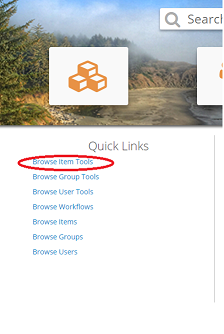 Search
Quick Links
Browse Item Tools
Browse Group Tools
Browse User Tools
Browse Workflows
Browse Items
Browse Groups
Browse Users